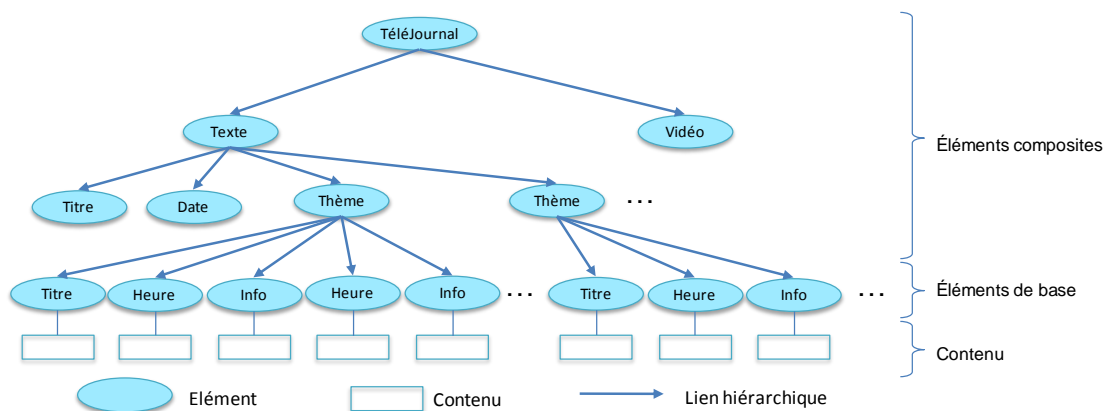 TéléJournal
Texte
Vidéo
Éléments composites
Titre
Date
Thème
Thème
...
Titre
Heure
Info
Heure
Info
...
Titre
Heure
Info
...
Éléments de base
Contenu
Elément
Contenu
Lien hiérarchique